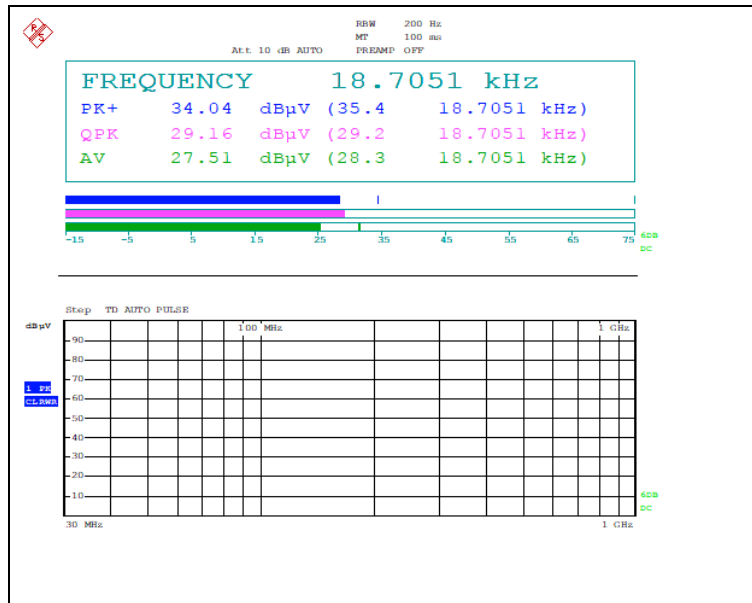 RBW 200 Hz
MT 100 ms
Att 10 dB AUTO PREAMP OFF
FREQUENCY 18.7051 kHz
PK+ 34.04 dBµV (35.4 18.7051 kHz)
QPK 29.16 dBµV (29.2 18.7051 kHz)
AV 27.51 dBµV (28.3 18.7051 kHz)
-15 -5 5 15 25 35 45 55 65 75
6DB
DC
Step TD AUTO PULSE
dBµV
100 MHz 1 GHz
90
80
70
1 PK
CLRWR
60
50
40
30
20
10
6DB
DC
30 MHz 1 GHz